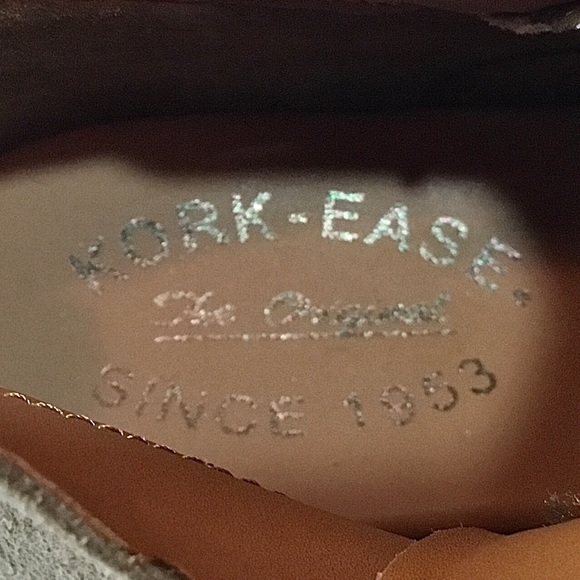 KORK-EASE.
The Original
SINCE 1953